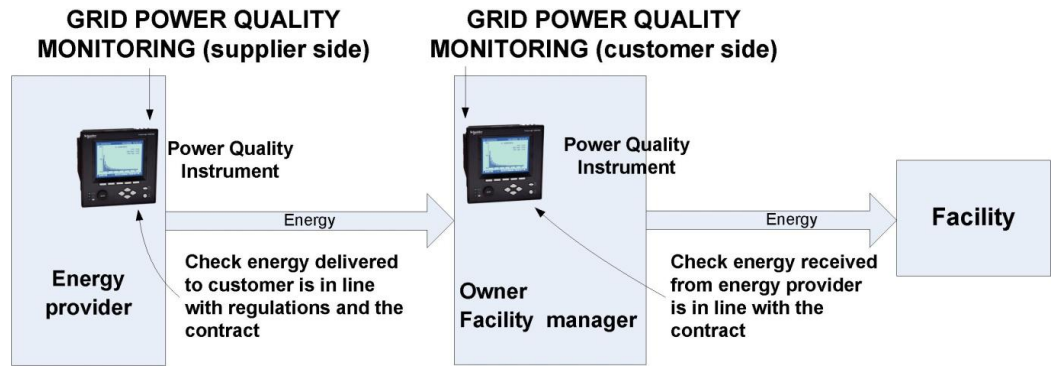 GRID POWER QUALITY
MONITORING (supplier side)
GRID POWER QUALITY
MONITORING (customer side)
Power Quality
Instrument
Power Quality
Instrument
Energy
Energy
Facility
Energy
provider
Check energy delivered
to customer is in line
with regulations and the
contract
Owner
Facility manager
Check energy received
from energy provider
is in line with the
contract